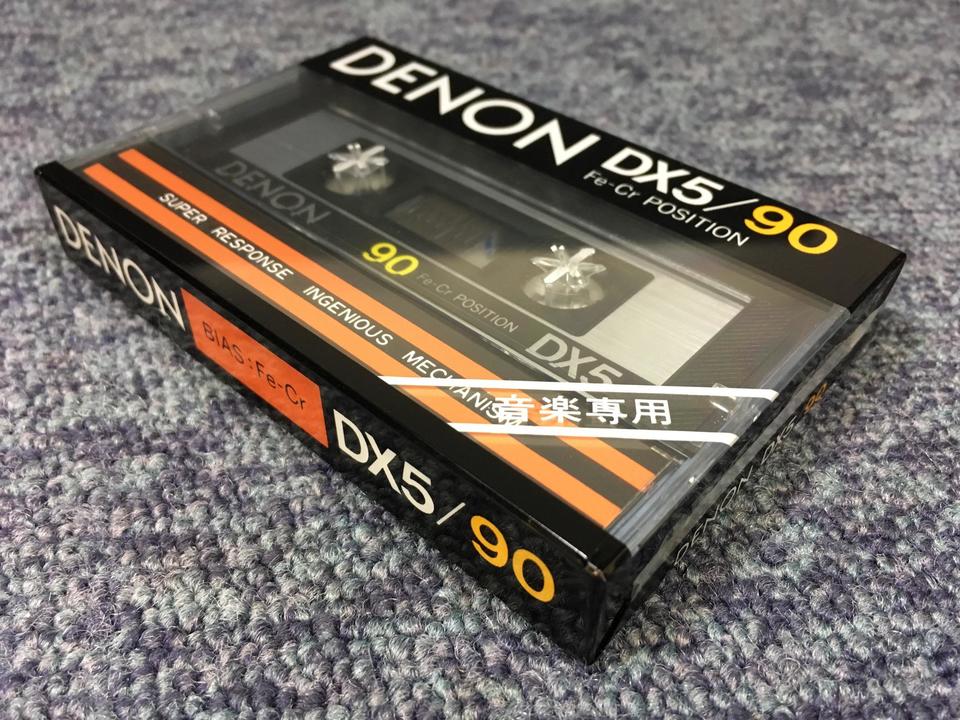 DENON DX5/90
Fe-Cr POSITION
DENON
90 Fe-Cr POSITION
DX5
SUPER RESPONSE INGENIOUS MECHANISM
音楽専用
DENON BIAS:Fe-Cr DX5/90
90